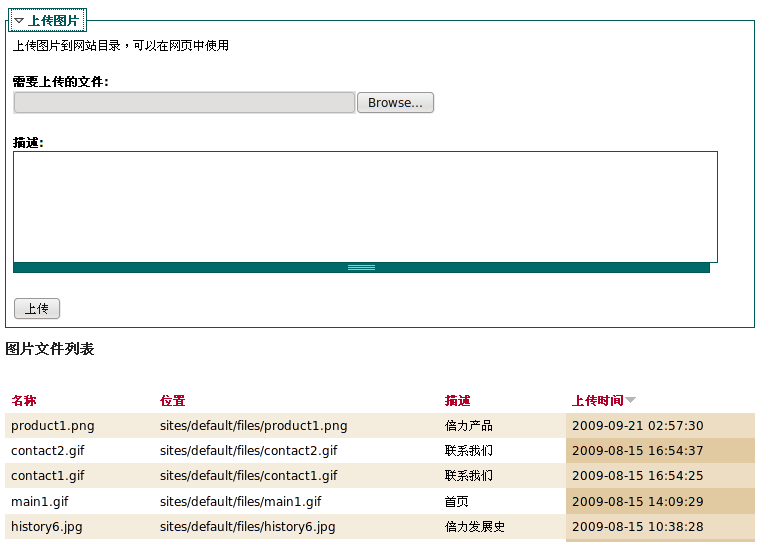 上传图片
上传图片到网站目录，可以在网页中使用
需要上传的文件:
Browse...
描述:
上传
图片文件列表
名称 位置 描述 上传时间
product1.png sites/default/files/product1.png 倍力产品 2009-09-21 02:57:30
contact2.gif sites/default/files/contact2.gif 联系我们 2009-08-15 16:54:37
contact1.gif sites/default/files/contact1.gif 联系我们 2009-08-15 16:54:25
main1.gif sites/default/files/main1.gif 首页 2009-08-15 14:09:29
history6.jpg sites/default/files/history6.jpg 倍力发展史 2009-08-15 10:38:28